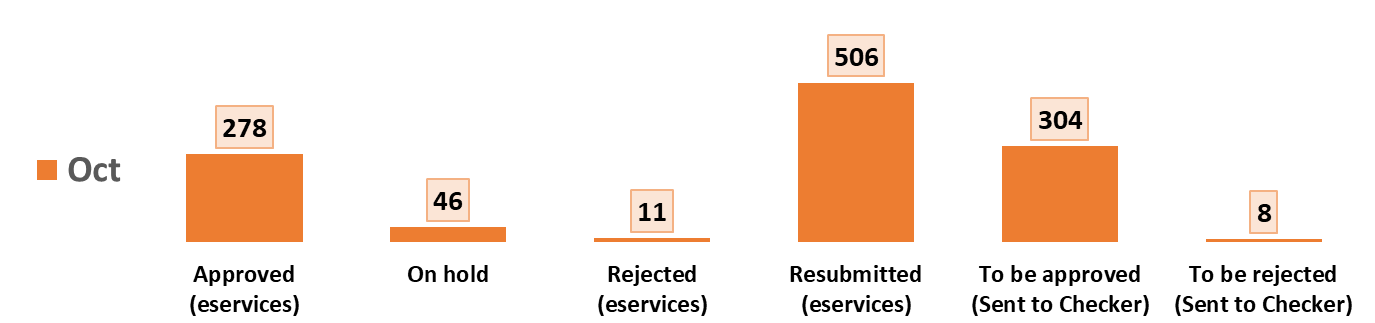 Oct
278
46
11
506
304
8
Approved
(eservices)
On hold
Rejected
(eservices)
Resubmitted
(eservices)
To be approved
(Sent to Checker)
To be rejected
(Sent to Checker)